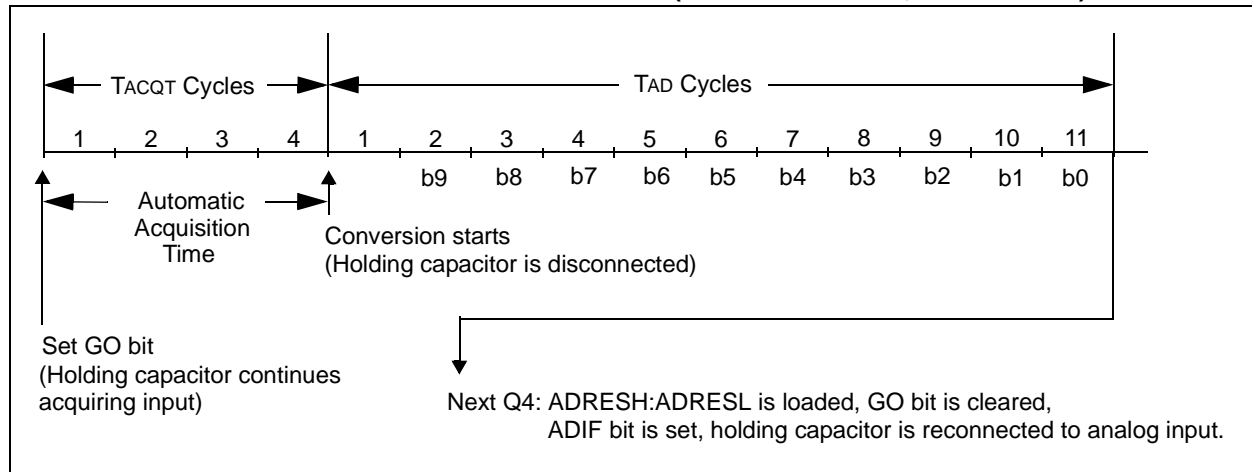 TACQT Cycles
TAD Cycles
1 2 3 4 1 2 3 4 5 6 7 8 9 10 11
b9 b8 b7 b6 b5 b4 b3 b2 b1 b0
Automatic
Acquisition
Time
Conversion starts
(Holding capacitor is disconnected)
Set GO bit
(Holding capacitor continues
acquiring input)
Next Q4: ADRESH:ADRESL is loaded, GO bit is cleared,
ADIF bit is set, holding capacitor is reconnected to analog input.